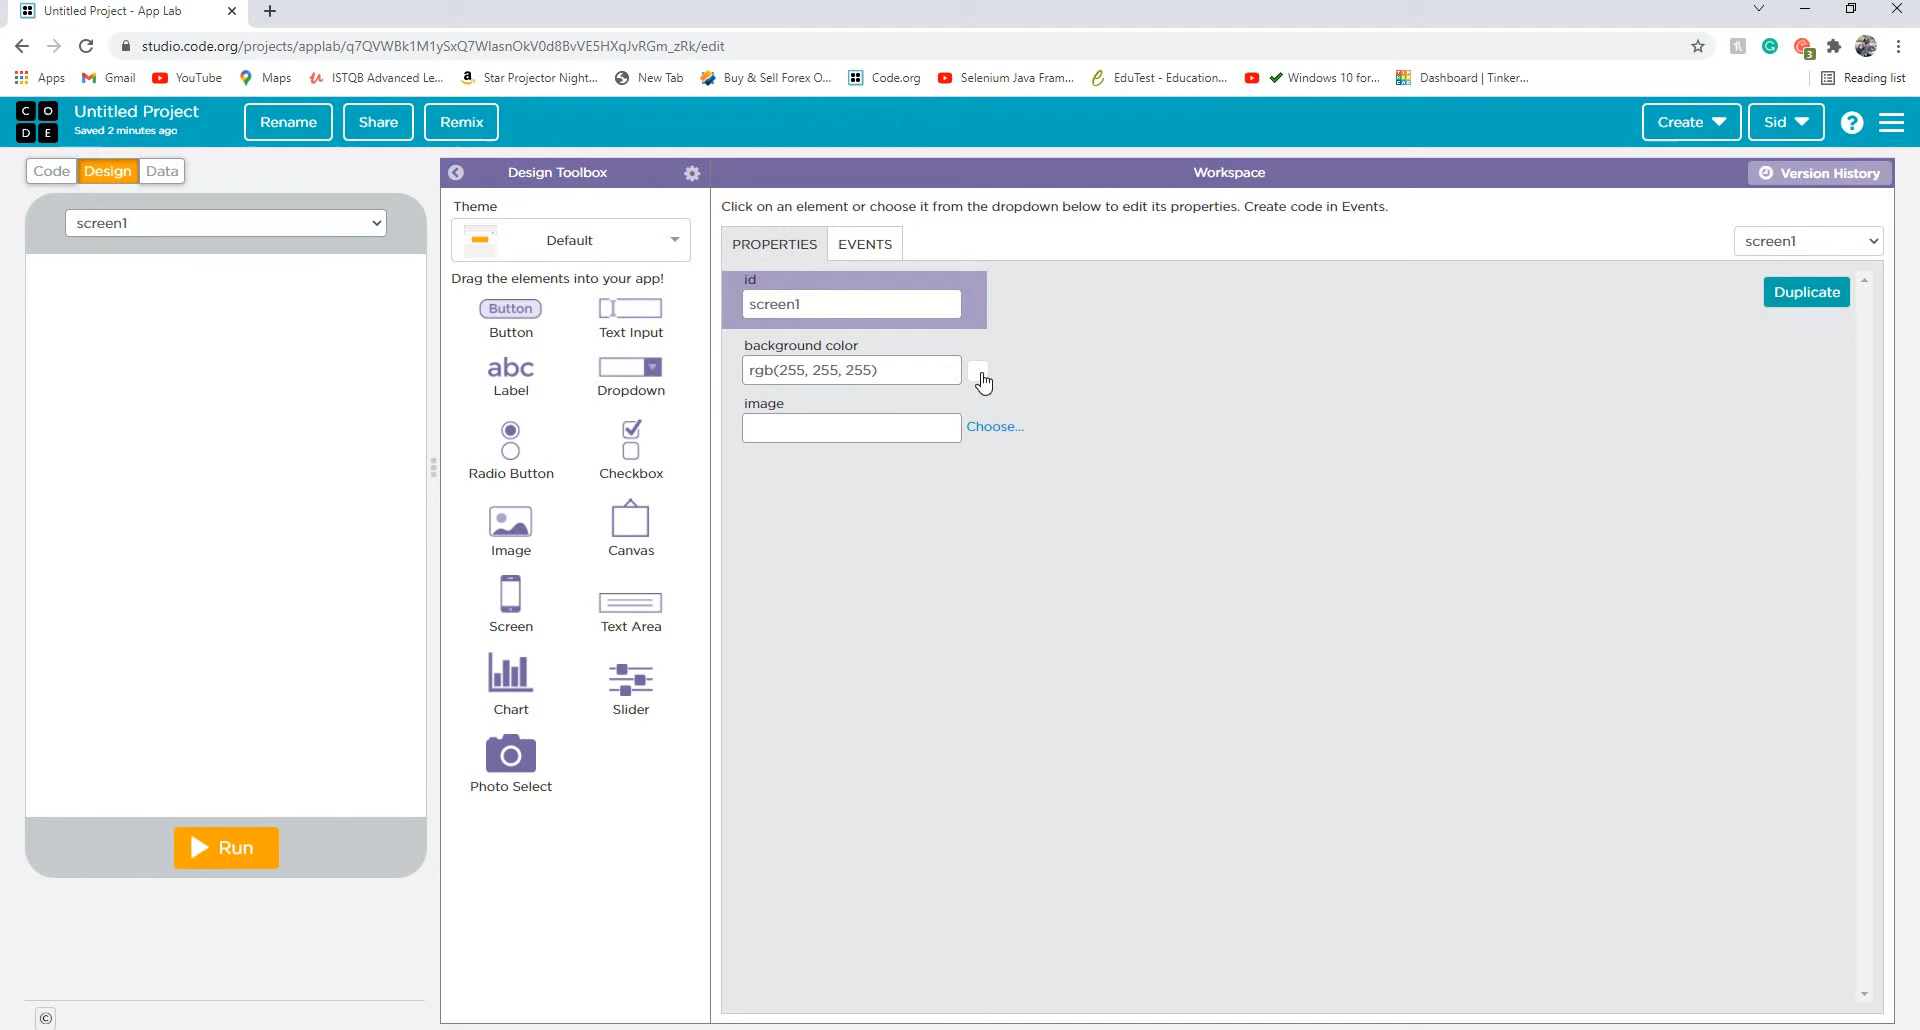 Untitled Project - App Lab
studio.code.org/projects/applab/q7QVWBk1M1ySxQ7WlasnOkV0d8BvVE5HXqJvRGm_zRk/edit
3
Apps Gmail YouTube Maps ISTQB Advanced Le... Star Projector Night... New Tab Buy & Sell Forex O... Code.org Selenium Java Fram... EduTest - Education... Windows 10 for... Dashboard | Tinker... Reading list
C O
D E
Untitled Project
Saved 2 minutes ago
Rename Share Remix Create Sid ?
Code Design Data
Design Toolbox
Workspace
Version History
screen1
Theme
Default
Drag the elements into your app!
Button
Button Text Input
abc
Label Dropdown
Radio Button Checkbox
Image Canvas
Screen Text Area
Chart Slider
Photo Select
Click on an element or choose it from the dropdown below to edit its properties. Create code in Events.
PROPERTIES EVENTS
screen1
id
screen1
Duplicate
background color
rgb(255, 255, 255)
image
Choose...
Run
©